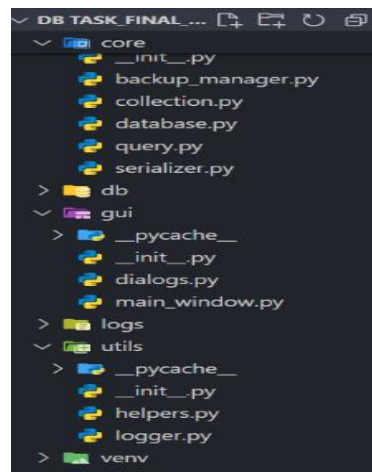 DB TASK_FINAL_...
core
__init__.py
backup_manager.py
collection.py
database.py
query.py
serializer.py
db
gui
__pycache__
__init__.py
dialogs.py
main_window.py
logs
utils
__pycache__
__init__.py
helpers.py
logger.py
venv